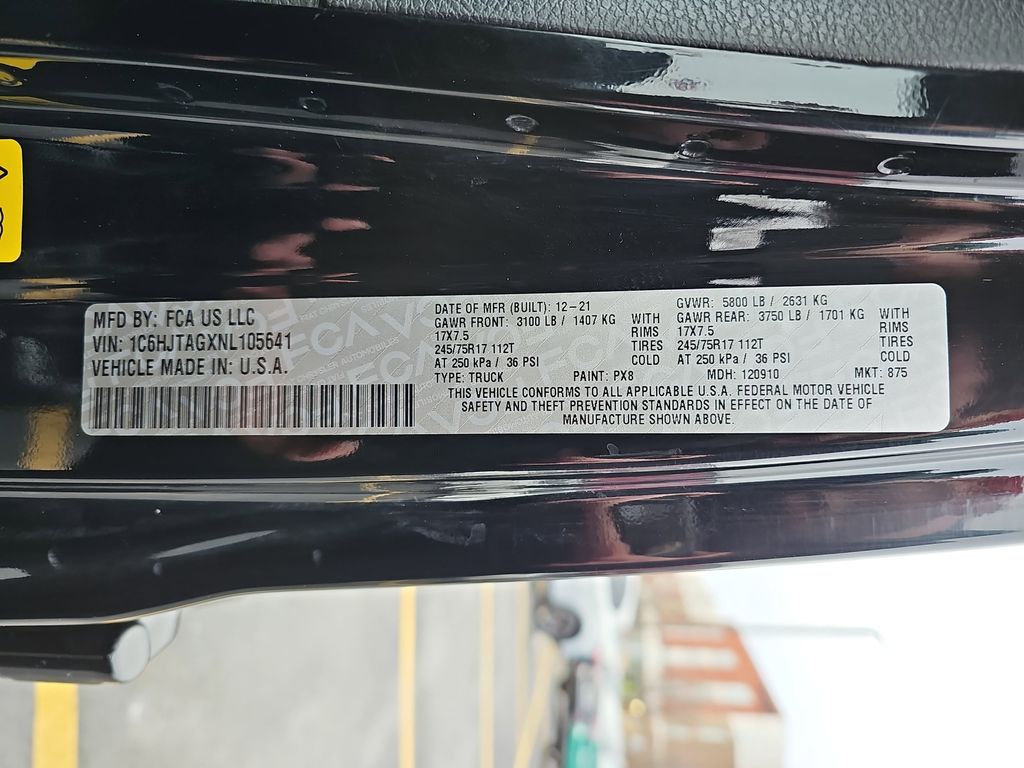 MFD BY: FCA US LLC
VIN: 1C6HJTAGXNL105641
VEHICLE MADE IN: U.S.A.
DATE OF MFR (BUILT): 12-21
GAWR FRONT: 3100 LB / 1407 KG WITH
17X7.5 RIMS
245/75R17 112T TIRES
AT 250 kPa / 36 PSI COLD
GVWR: 5800 LB / 2631 KG
GAWR REAR: 3750 LB / 1701 KG WITH
17X7.5 RIMS
245/75R17 112T TIRES
AT 250 kPa / 36 PSI COLD
TYPE: TRUCK PAINT: PX8 MDH: 120910 MKT: 875
THIS VEHICLE CONFORMS TO ALL APPLICABLE U.S.A. FEDERAL MOTOR VEHICLE
SAFETY AND THEFT PREVENTION STANDARDS IN EFFECT ON THE DATE OF
MANUFACTURE SHOWN ABOVE.